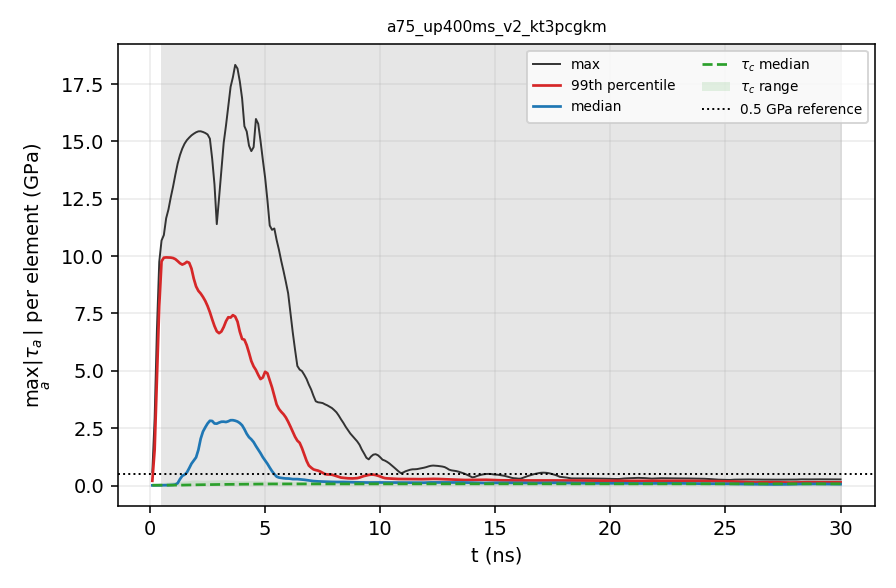 a75_up400ms_v2_kt3pcgkm
max|τa| per element (GPa)
a
17.5
15.0
12.5
10.0
7.5
5.0
2.5
0.0
max
99th percentile
median
τc median
τc range
0.5 GPa reference
0
5
10
15
20
25
30
t (ns)